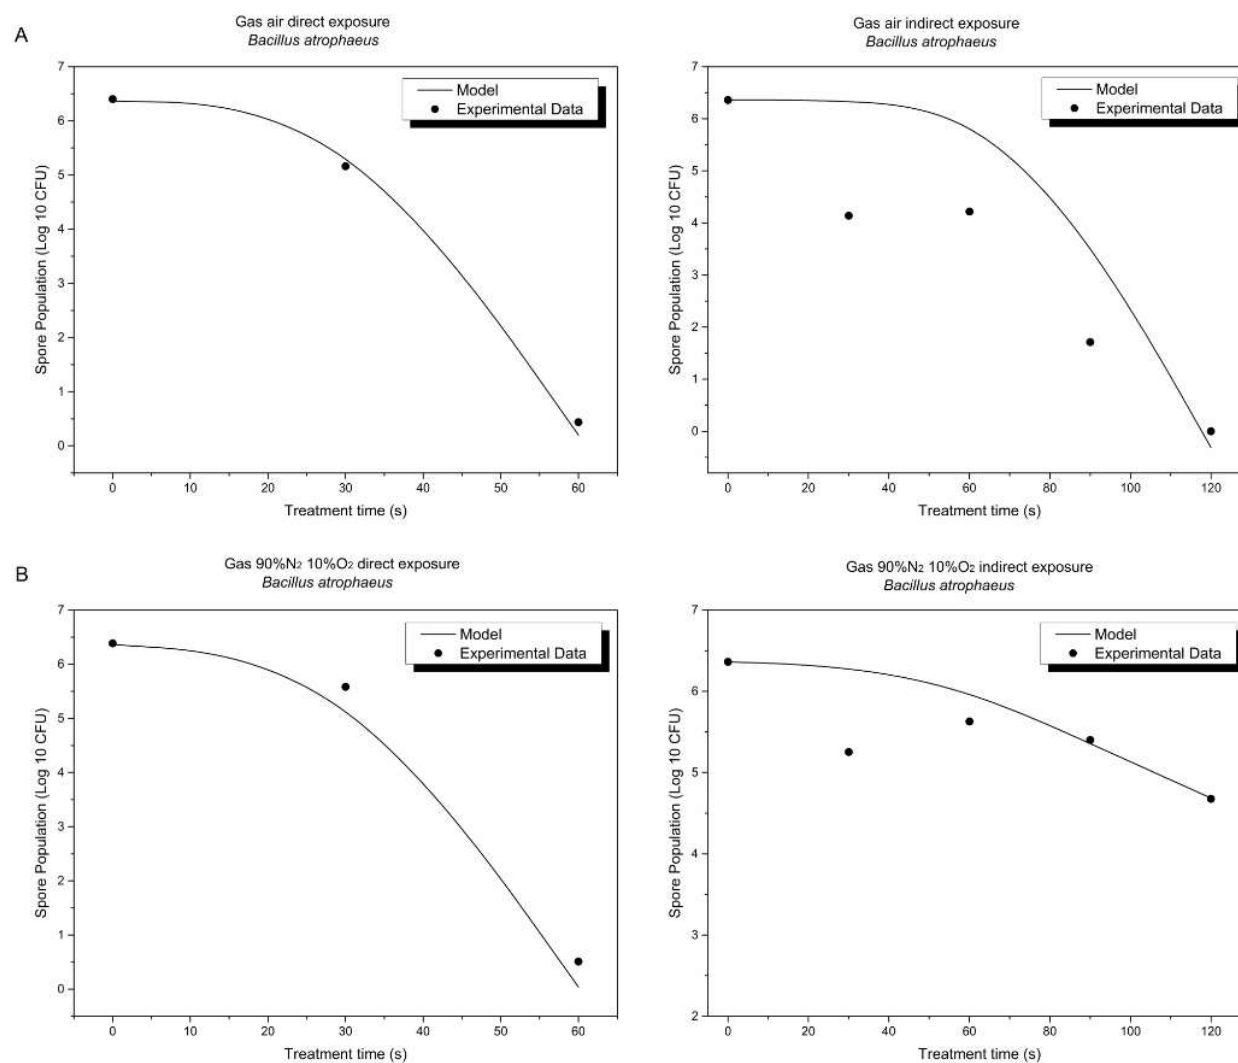 A
Gas air direct exposure
Bacillus atrophaeus
Model
Experimental Data
7
6
5
4
3
2
1
0
Spore Population (Log 10 CFU)
0 10 20 30 40 50 60
Treatment time (s)
Gas air indirect exposure
Bacillus atrophaeus
Model
Experimental Data
7
6
5
4
3
2
1
0
Spore Population (Log 10 CFU)
0 20 40 60 80 100 120
Treatment time (s)
B
Gas 90%N₂ 10%O₂ direct exposure
Bacillus atrophaeus
Model
Experimental Data
7
6
5
4
3
2
1
0
Spore Population (Log 10 CFU)
0 10 20 30 40 50 60
Treatment time (s)
Gas 90%N₂ 10%O₂ indirect exposure
Bacillus atrophaeus
Model
Experimental Data
7
6
5
4
3
2
Spore Population (Log 10 CFU)
0 20 40 60 80 100 120
Treatment time (s)